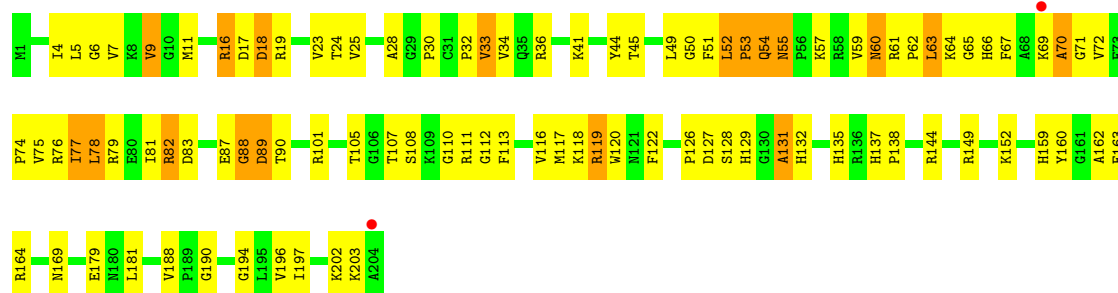 M1 I4 L5 G6 V7 K8 V9 G10 M11 R16 D17 D18 R19 V23 T24 V25 A28 G29 P30 C31 P32 V33 V34 Q35 R36 K41 Y44 T45 L49 G50 F51 L52 P53 Q54 N55 P56 K57 R58 V59 N60 R61 P62 L63 K64 G65 H66 F67 A68 K69 A70 G71 V72
P74 V75 R76 I77 L78 R79 E80 I81 R82 D83 E87 G88 D89 T90 R101 T105 G106 T107 S108 K109 G110 R111 G112 F113 V116 M117 K118 R119 W120 N121 F122 P126 D127 S128 H129 G130 A131 H132 H135 R136 H137 P138 R144 R149 K152 H159 Y160 G161 A162
R164 N169 E179 N180 L181 V188 P189 G190 G194 L195 V196 I197 K202 K203 A204